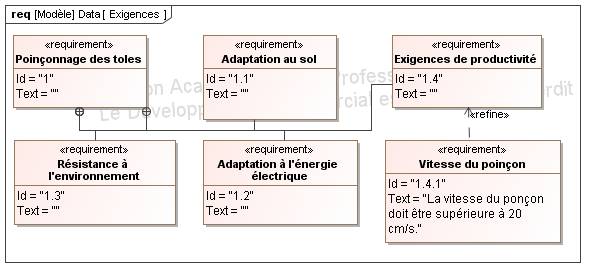 req [Modèle] Data [ Exigences ]
«requirement»
Poinçonnage des toles
Id = "1"
Text = ""
«requirement»
Adaptation au sol
Id = "1.1"
Text = ""
«requirement»
Exigences de productivité
Id = "1.4"
Text = ""
«refine»
«requirement»
Résistance à
l'environnement
Id = "1.3"
Text = ""
«requirement»
Adaptation à l'énergie
électrique
Id = "1.2"
Text = ""
«requirement»
Vitesse du poinçon
Id = "1.4.1"
Text = "La vitesse du ponçon
doit être supérieure à 20
cm/s."